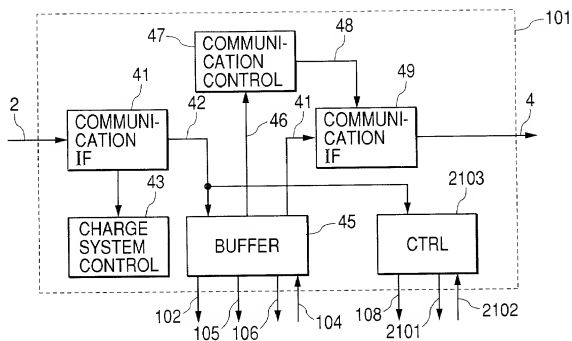 47
COMMUNI-
CATION
CONTROL
48
101
2
41
COMMUNI-
CATION
IF
42
46
41
49
COMMUNI-
CATION
IF
4
43
CHARGE
SYSTEM
CONTROL
BUFFER
45
2103
CTRL
102
105
106
104
108
2101
2102